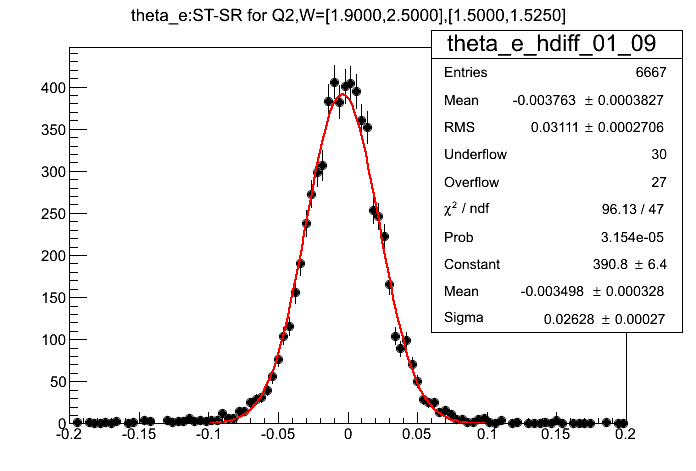 theta_e:ST-SR for Q2,W=[1.9000,2.5000],[1.5000,1.5250]
theta_e_hdiff_01_09
Entries 6667
Mean -0.003763 ± 0.0003827
RMS 0.03111 ± 0.0002706
Underflow 30
Overflow 27
χ² / ndf 96.13 / 47
Prob 3.154e-05
Constant 390.8 ± 6.4
Mean -0.003498 ± 0.000328
Sigma 0.02628 ± 0.00027
400
350
300
250
200
150
100
50
0
-0.2 -0.15 -0.1 -0.05 0 0.05 0.1 0.15 0.2